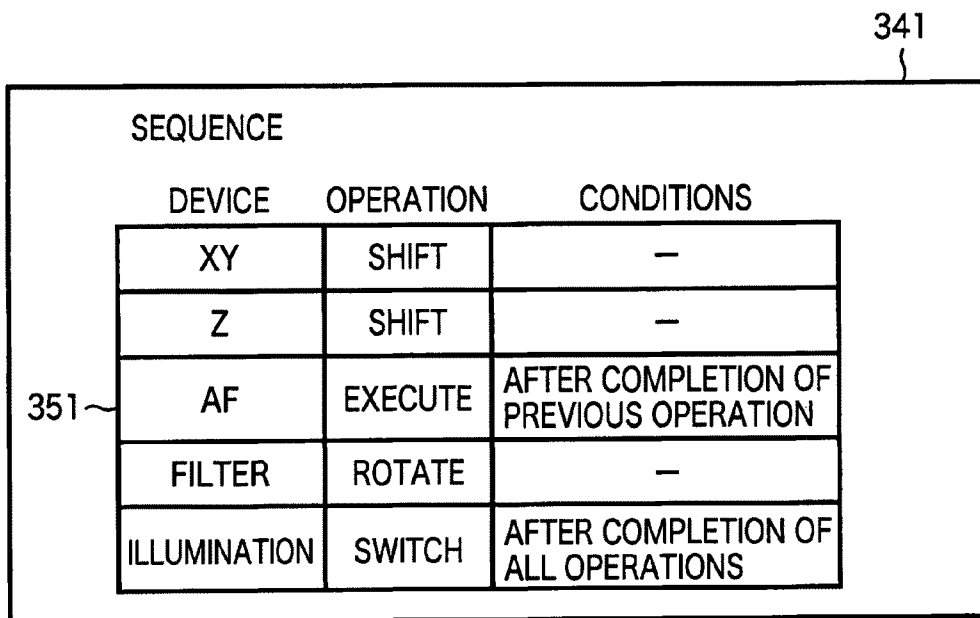 341
SEQUENCE
DEVICE OPERATION CONDITIONS
XY SHIFT —
Z SHIFT —
351 AF EXECUTE AFTER COMPLETION OF
PREVIOUS OPERATION
FILTER ROTATE —
ILLUMINATION SWITCH AFTER COMPLETION OF
ALL OPERATIONS